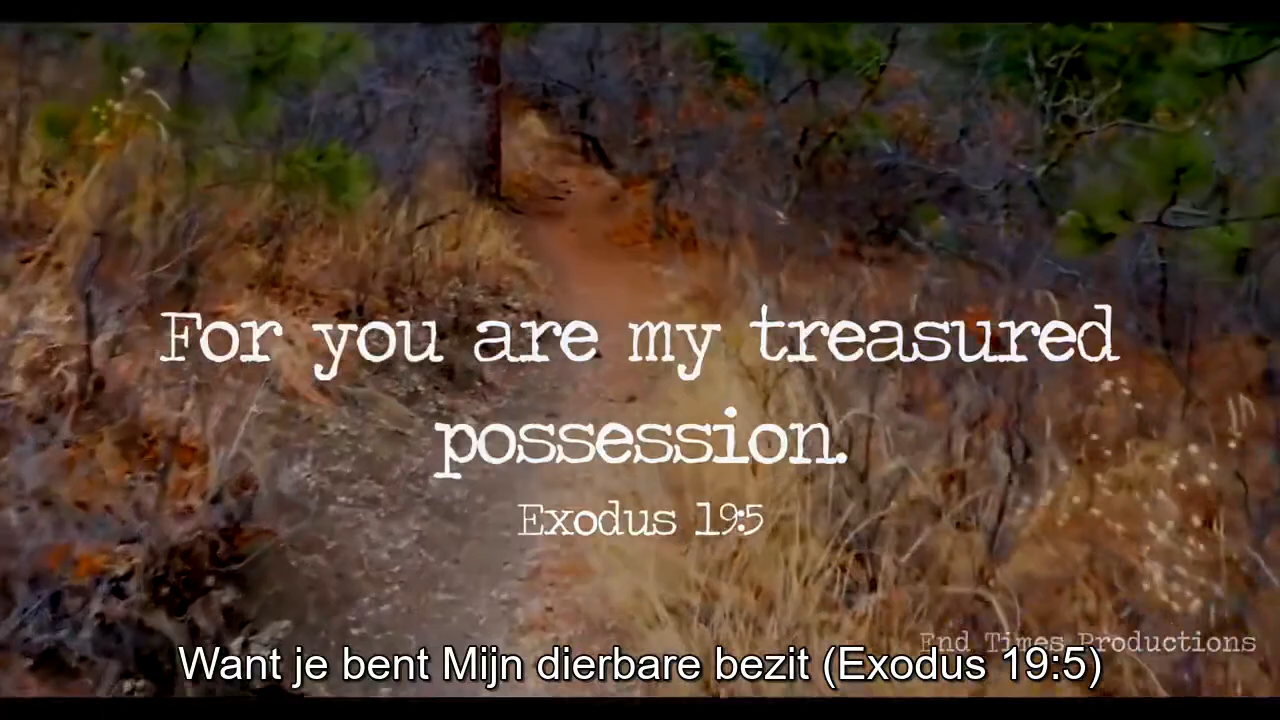 For you are my treasured
possession.
Exodus 19:5
End Times Productions
Want je bent Mijn dierbare bezit (Exodus 19:5)